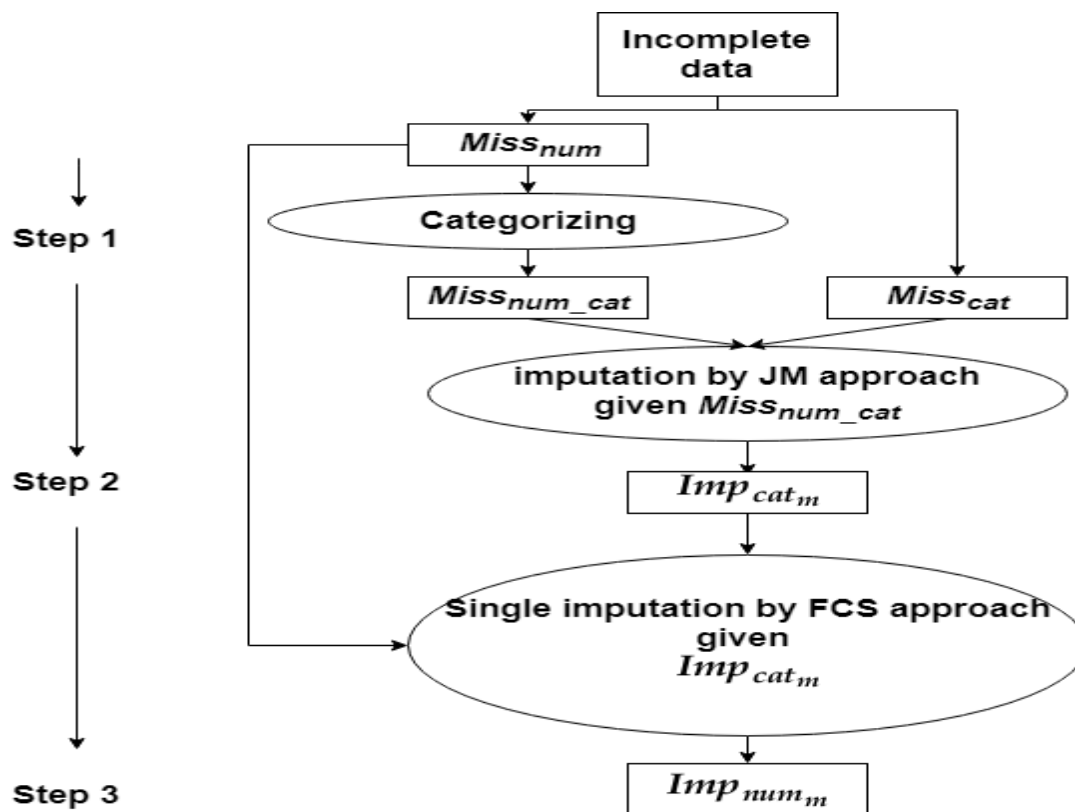 Incomplete
data
Miss_num
Categorizing
Step 1
Miss_num_cat
Miss_cat
imputation by JM approach
given Miss_num_cat
Step 2
Imp_cat_m
Single imputation by FCS approach
given
Imp_cat_m
Step 3
Imp_num_m